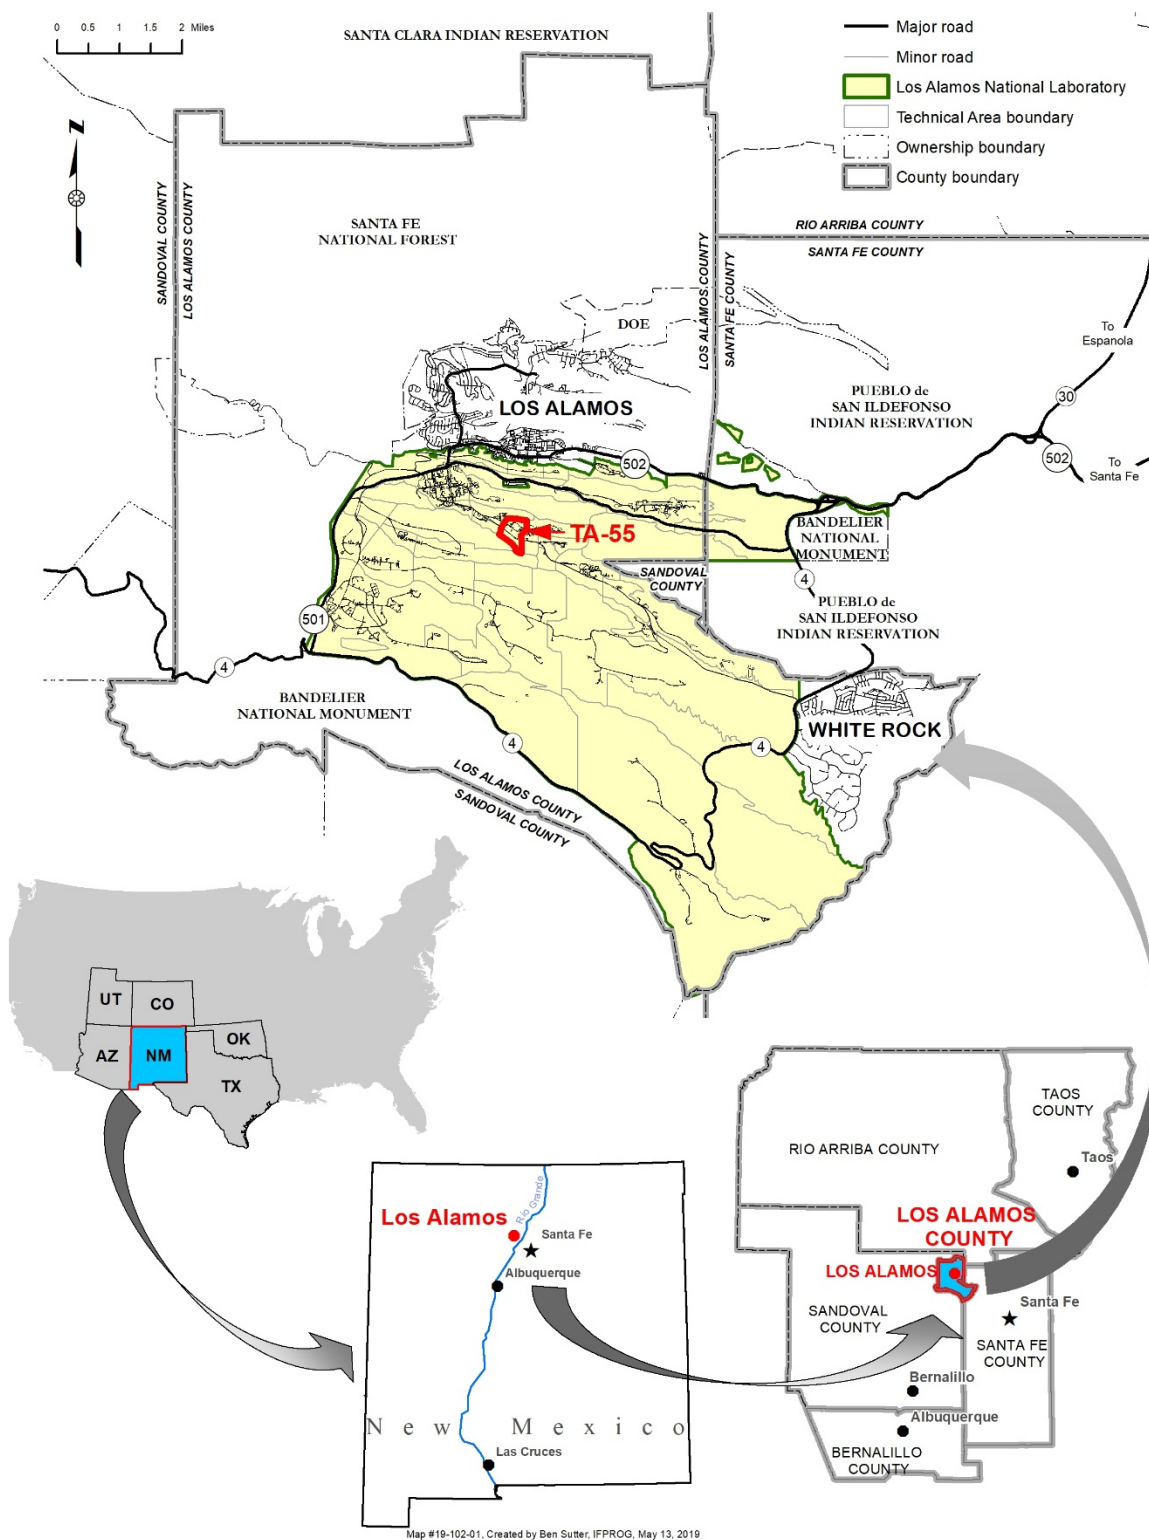 0 0.5 1 2 Miles
SANTA CLARA INDIAN RESERVATION
Major road
Minor road
Los Alamos National Laboratory
Technical Area boundary
Ownership boundary
County boundary
N
SANDOVAL COUNTY
LOS ALAMOS COUNTY
SANTA FE
NATIONAL FOREST
LOS ALAMOS COUNTY
SANTA FE COUNTY
RIO ARRIBA COUNTY
SANTA FE COUNTY
DOE
To
Espanola
PUEBLO de
SAN ILDEFONSO
INDIAN RESERVATION
30
LOS ALAMOS
502
502
To
Santa Fe
TA-55
BANDELIER
NATIONAL
MONUMENT
SANDOVAL
COUNTY
4
PUEBLO de
SAN ILDEFONSO
INDIAN RESERVATION
501
4
BANDELIER
NATIONAL MONUMENT
WHITE ROCK
4
4
LOS ALAMOS COUNTY
SANDOVAL COUNTY
UT
CO
AZ
NM
OK
TX
TAOS
COUNTY
RIO ARRIBA COUNTY
Taos
LOS ALAMOS
COUNTY
LOS ALAMOS
SANDOVAL
COUNTY
Santa Fe
SANTA FE
COUNTY
Bernalillo
Albuquerque
BERNALILLO
COUNTY
Rio Grande
Los Alamos
Santa Fe
Albuquerque
New Mexico
Las Cruces
Map #19-102-01, Created by Ben Sutter, IFPROG, May 13, 2019